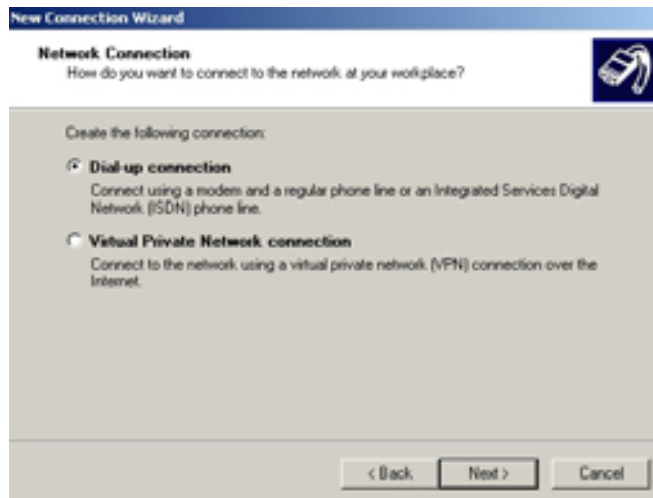 New Connection Wizard
Network Connection
How do you want to connect to the network at your workplace?
Create the following connection:
Dial-up connection
Connect using a modem and a regular phone line or an Integrated Services Digital
Network (ISDN) phone line.
Virtual Private Network connection
Connect to the network using a virtual private network (VPN) connection over the
Internet.
< Back
Next >
Cancel